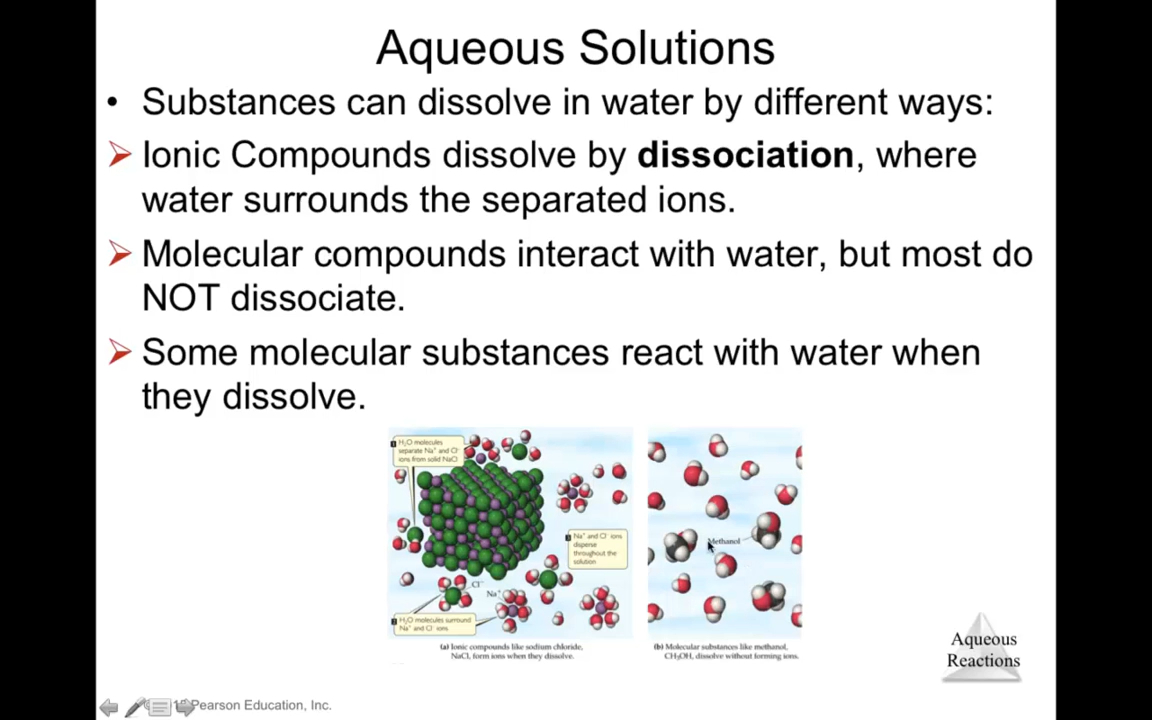 Aqueous Solutions
• Substances can dissolve in water by different ways:
Ionic Compounds dissolve by dissociation, where
water surrounds the separated ions.
Molecular compounds interact with water, but most do
NOT dissociate.
Some molecular substances react with water when
they dissolve.
1 H₂O molecules
separate Na⁺ and Cl⁻
ions from solid NaCl
Na⁺ and Cl⁻ ions
disperse
throughout the
solution
Cl⁻
Na⁺
H₂O molecules surround
Na⁺ and Cl⁻ ions
(a) Ionic compounds like sodium chloride,
NaCl, form ions when they dissolve.
Methanol
(b) Molecular substances like methanol,
CH₃OH, dissolve without forming ions.
Aqueous
Reactions
Pearson Education, Inc.